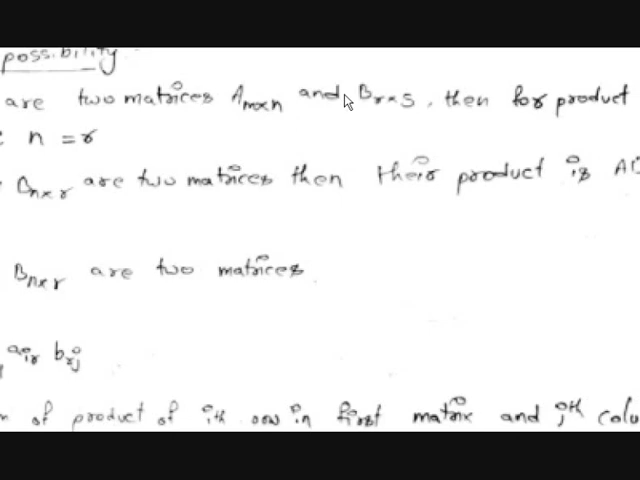 possibility
are two matrices Amxn and Brxs, then for product
n = r
Bnxr are two matrices then their product is
Bnxr are two matrices
air brj
of product of ith row in first matrix and jth colu